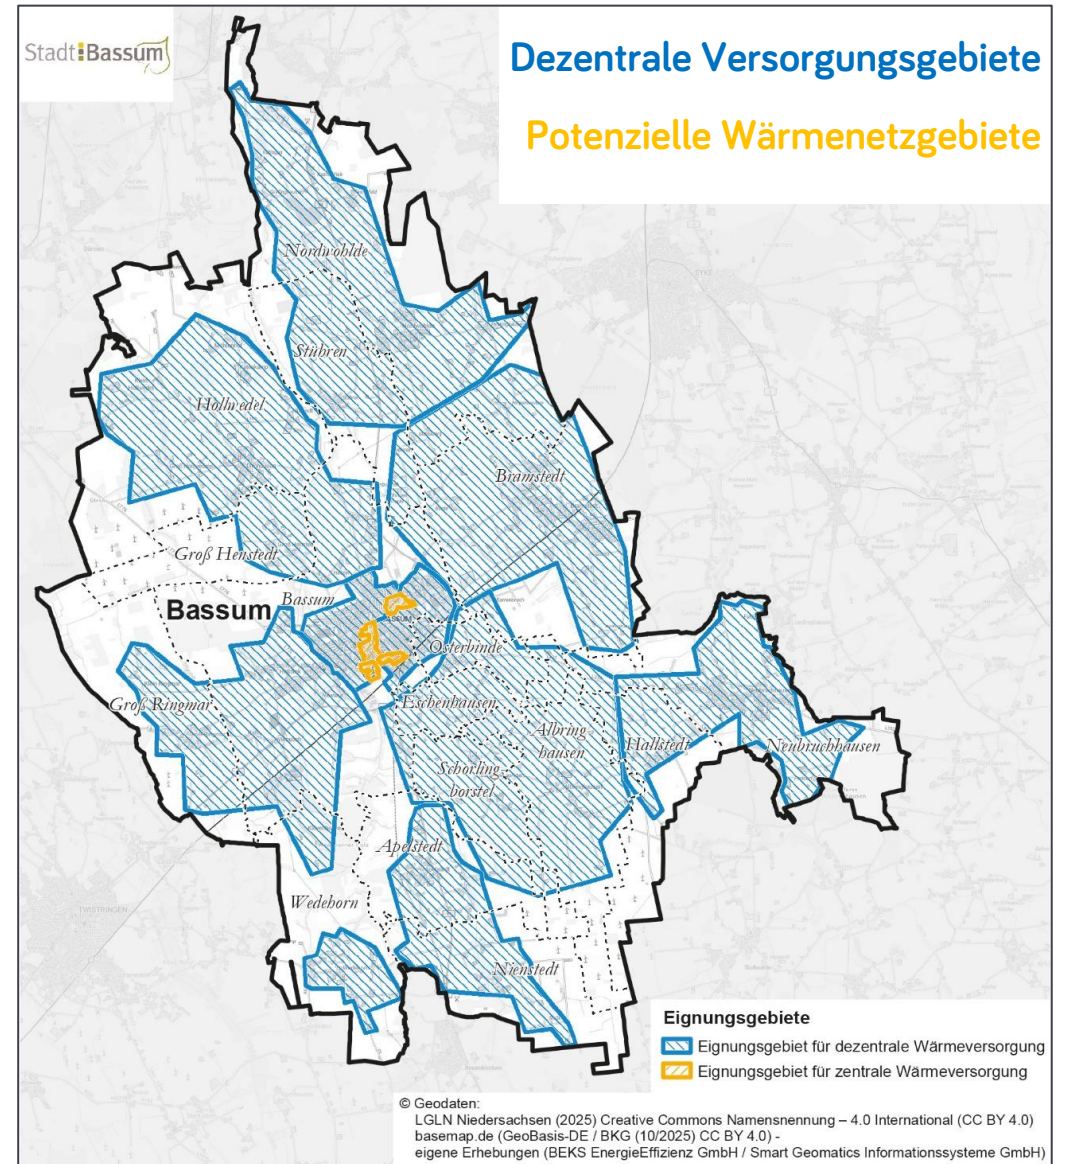 Stadt Bassum
Dezentrale Versorgungsgebiete
Potenzielle Wärmenetzgebiete
SYKE
Nordwohlde
Stühren
Hollwedel
Bramstedt
Groß Henstedt
Bassum
Bassum
Osterbinde
Groß Ringmar
Eschenhausen
Albring-
hausen
Hallstedt
Neubruchhausen
Schorling-
borstel
Apelstedt
Wedehorn
TWISTRINGEN
Nienstedt
Eignungsgebiete
Eignungsgebiet für dezentrale Wärmeversorgung
Eignungsgebiet für zentrale Wärmeversorgung
© Geodaten:
LGLN Niedersachsen (2025) Creative Commons Namensnennung – 4.0 International (CC BY 4.0)
basemap.de (GeoBasis-DE / BKG (10/2025) CC BY 4.0) -
eigene Erhebungen (BEKS EnergieEffizienz GmbH / Smart Geomatics Informationssysteme GmbH)